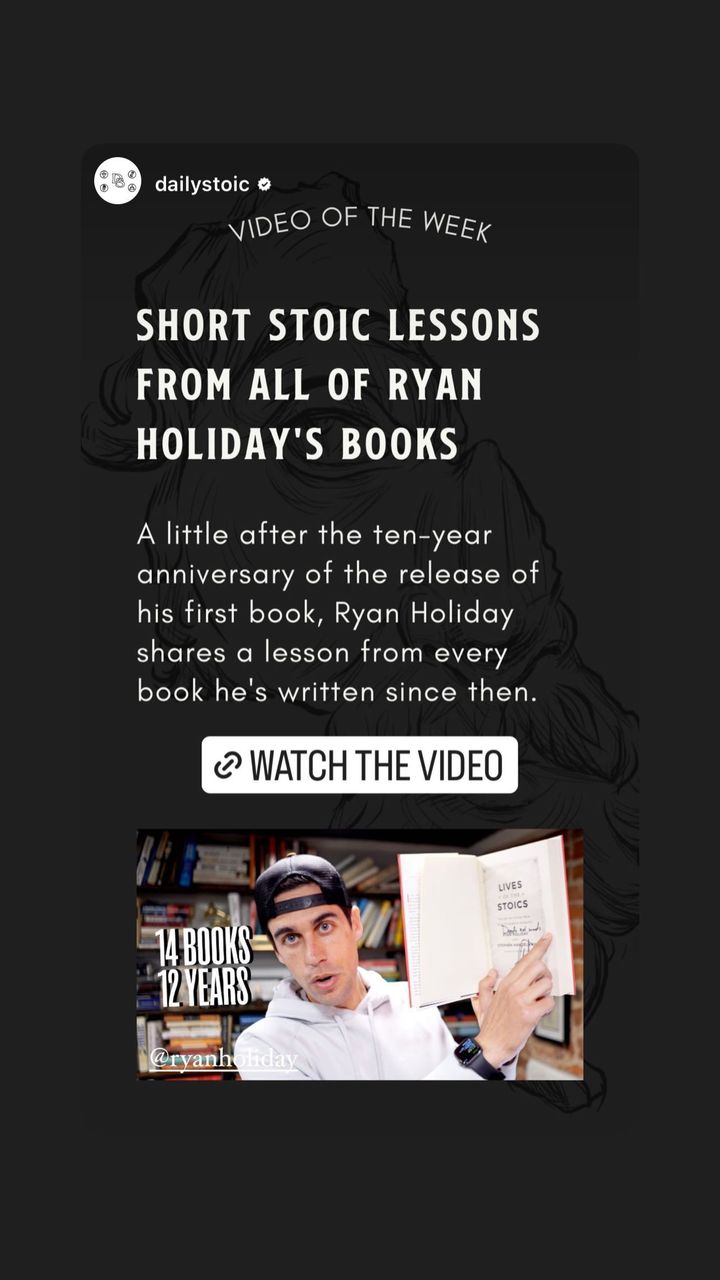 dailystoic
VIDEO OF THE WEEK
SHORT STOIC LESSONS
FROM ALL OF RYAN
HOLIDAY'S BOOKS
A little after the ten-year
anniversary of the release of
his first book, Ryan Holiday
shares a lesson from every
book he's written since then.
WATCH THE VIDEO
14 BOOKS
12 YEARS
@ryanholiday
LIVES
OF THE
STOICS